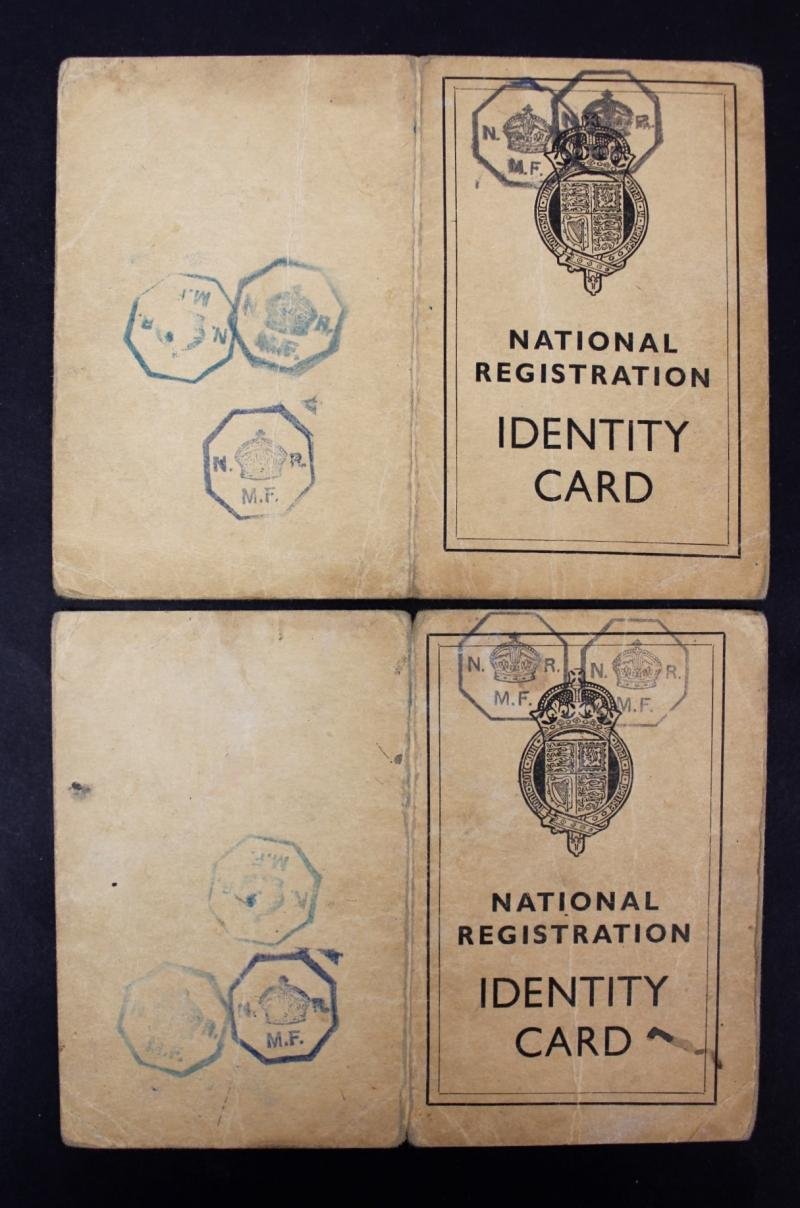 N. R.
M.F.
N. R.
NATIONAL
REGISTRATION
IDENTITY
CARD
N. R.
M.F.
N. R.
M.F.
N. R.
M.F.
N. R.
M.F.
N. R.
M.F.
NATIONAL
REGISTRATION
IDENTITY
CARD
R.
M.F.
N. R.
M.F.
N. R.
M.F.